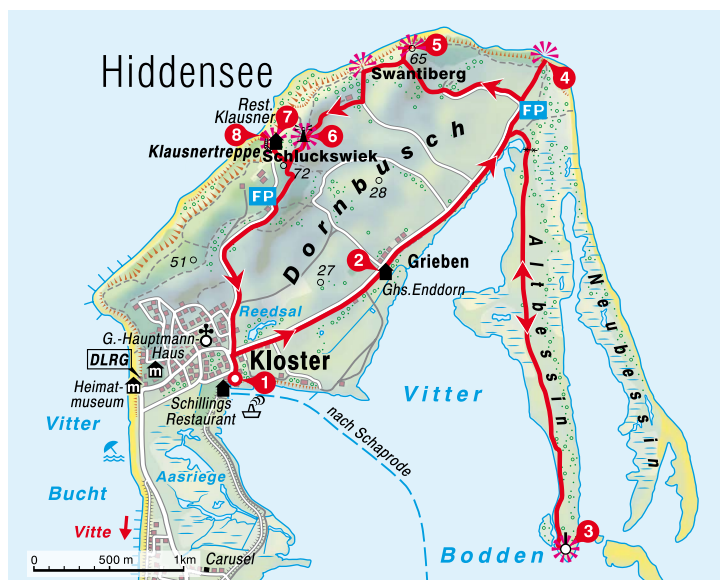 Hiddensee
5
65
Swantiberg
4
FP
Rest.
Klausner
7
8
6
Klausnertreppe
Schluckswiek
72
FP
Dornbusch
28
51
27
2
Grieben
Ghs.Enddorn
Altbessin
Neubessin
Reedsal
G.-Hauptmann-
Haus
DLRG
Kloster
1
Heimat-
museum
Schillings
Restaurant
Vitter
Bodden
nach Schaprode
Vitter
Bucht
Aasriege
Vitte
3
0 500 m 1km
Carusel